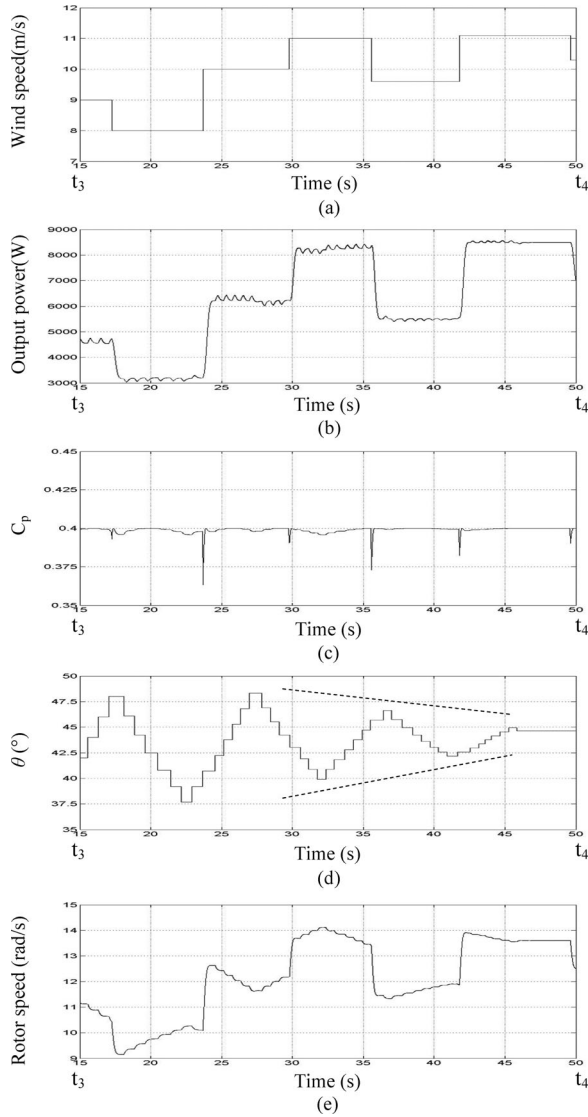 12
11
10
9
8
7
Wind speed(m/s)
15 20 25 30 35 40 45 50
t3 Time (s) t4
(a)
9000
8000
7000
6000
5000
4000
3000
Output power(W)
15 20 25 30 35 40 45 50
t3 Time (s) t4
(b)
0.45
0.425
0.4
0.375
0.35
Cp
15 20 25 30 35 40 45 50
t3 Time (s) t4
(c)
50
47.5
45
42.5
40
37.5
35
θ (°)
15 20 25 30 35 40 45 50
t3 Time (s) t4
(d)
15
14
13
12
11
10
9
Rotor speed (rad/s)
15 20 25 30 35 40 45 50
t3 Time (s) t4
(e)